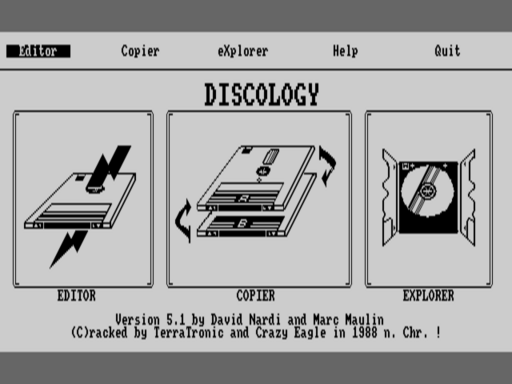 Editor Copier eXplorer Help Quit
DISCOLOGY
A
B
EDITOR COPIER EXPLORER
Version 5.1 by David Nardi and Marc Maulin
(C)racked by TerraTronic and Crazy Eagle in 1988 n. Chr. !